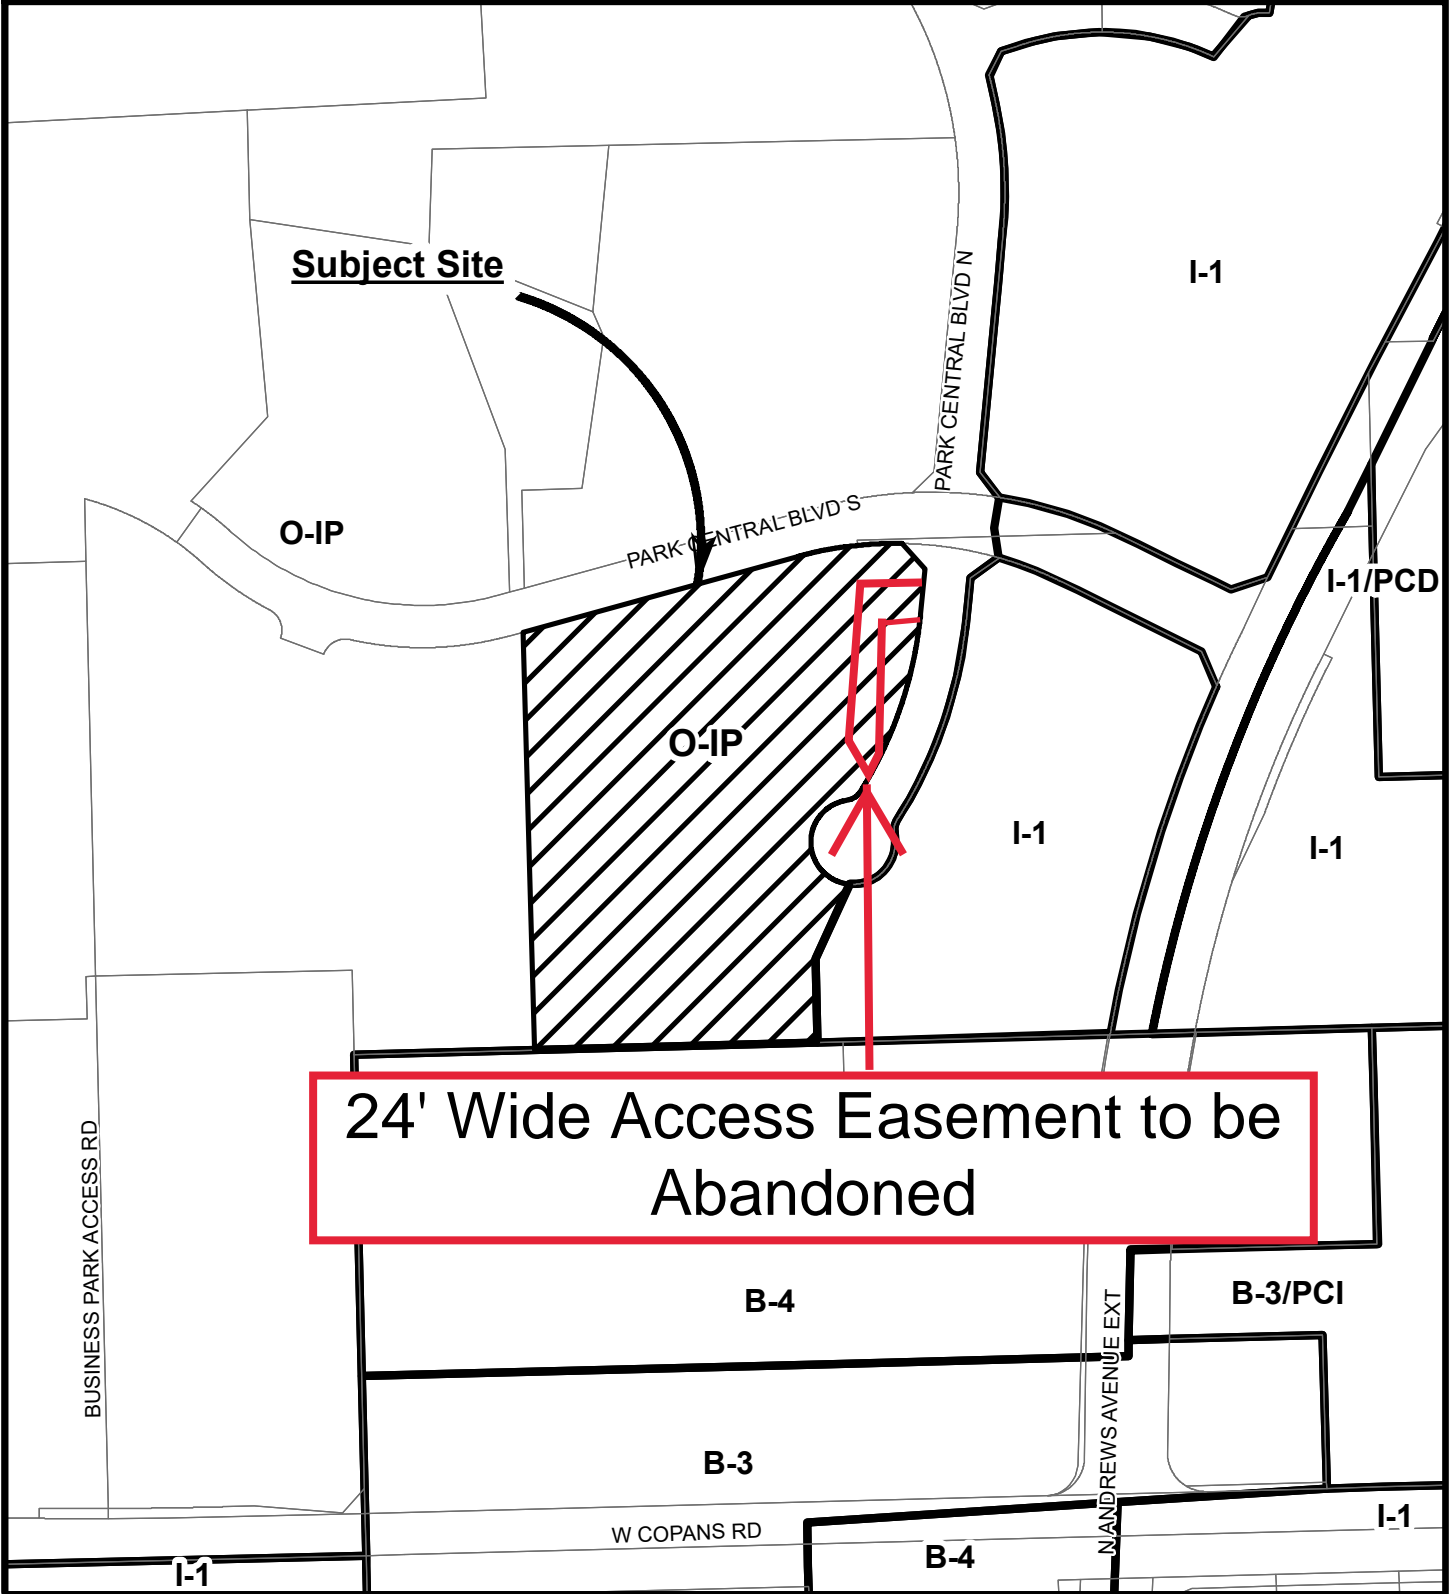 Subject Site
I-1
PARK CENTRAL BLVD N
PARK CENTRAL BLVD S
O-IP
I-1/PCD
O-IP
I-1
I-1
24' Wide Access Easement to be
Abandoned
BUSINESS PARK ACCESS RD
B-4
B-3/PCI
N ANDREWS AVENUE EXT
B-3
W COPANS RD
I-1
B-4
I-1